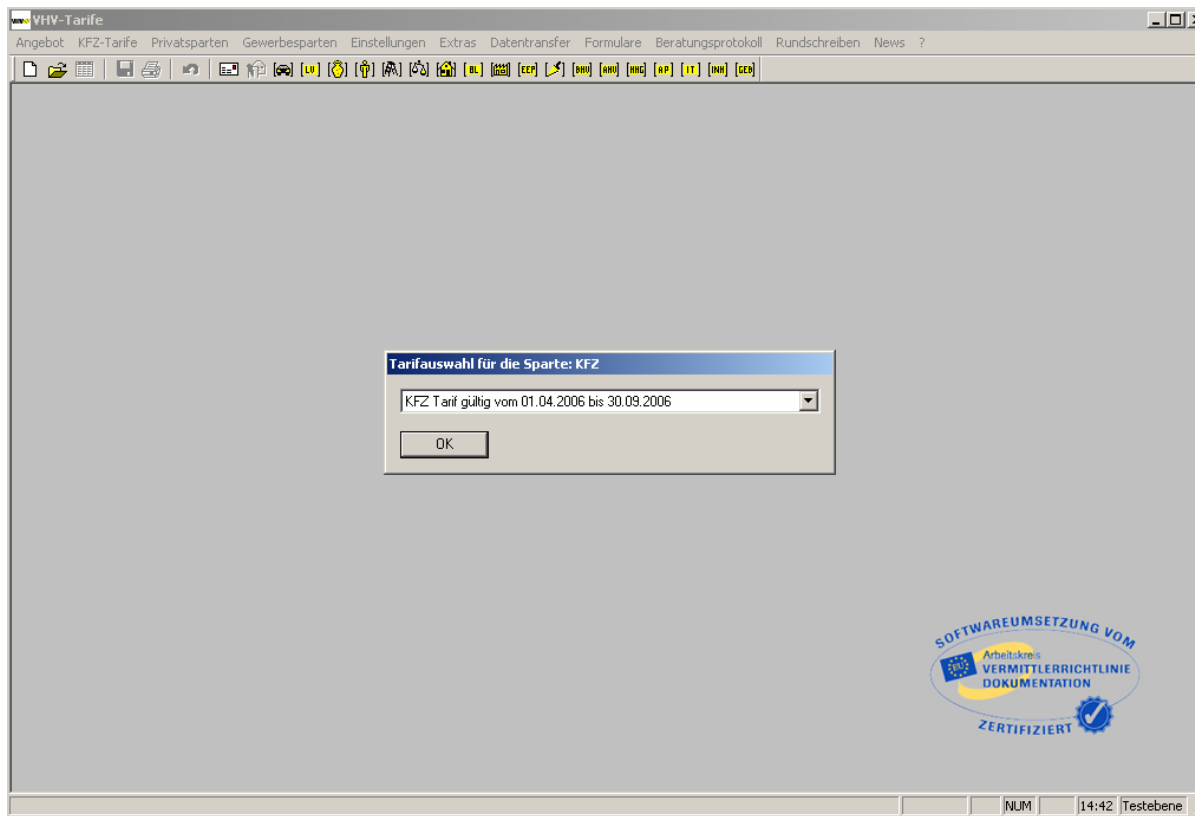 VHV-Tarife
Angebot KFZ-Tarife Privatsparten Gewerbesparten Einstellungen Extras Datentransfer Formulare Beratungsprotokoll Rundschreiben News ?
[LV] [BL] [EEP] [BHV] [AHV] [HHG] [AP] [IT] [INH] [GEB]
Tarifauswahl für die Sparte: KFZ
KFZ Tarif gültig vom 01.04.2006 bis 30.09.2006
OK
SOFTWAREUMSETZUNG VOM
Arbeitskreis
EU VERMITTLERRICHTLINIE
DOKUMENTATION
ZERTIFIZIERT
NUM 14:42 Testebene